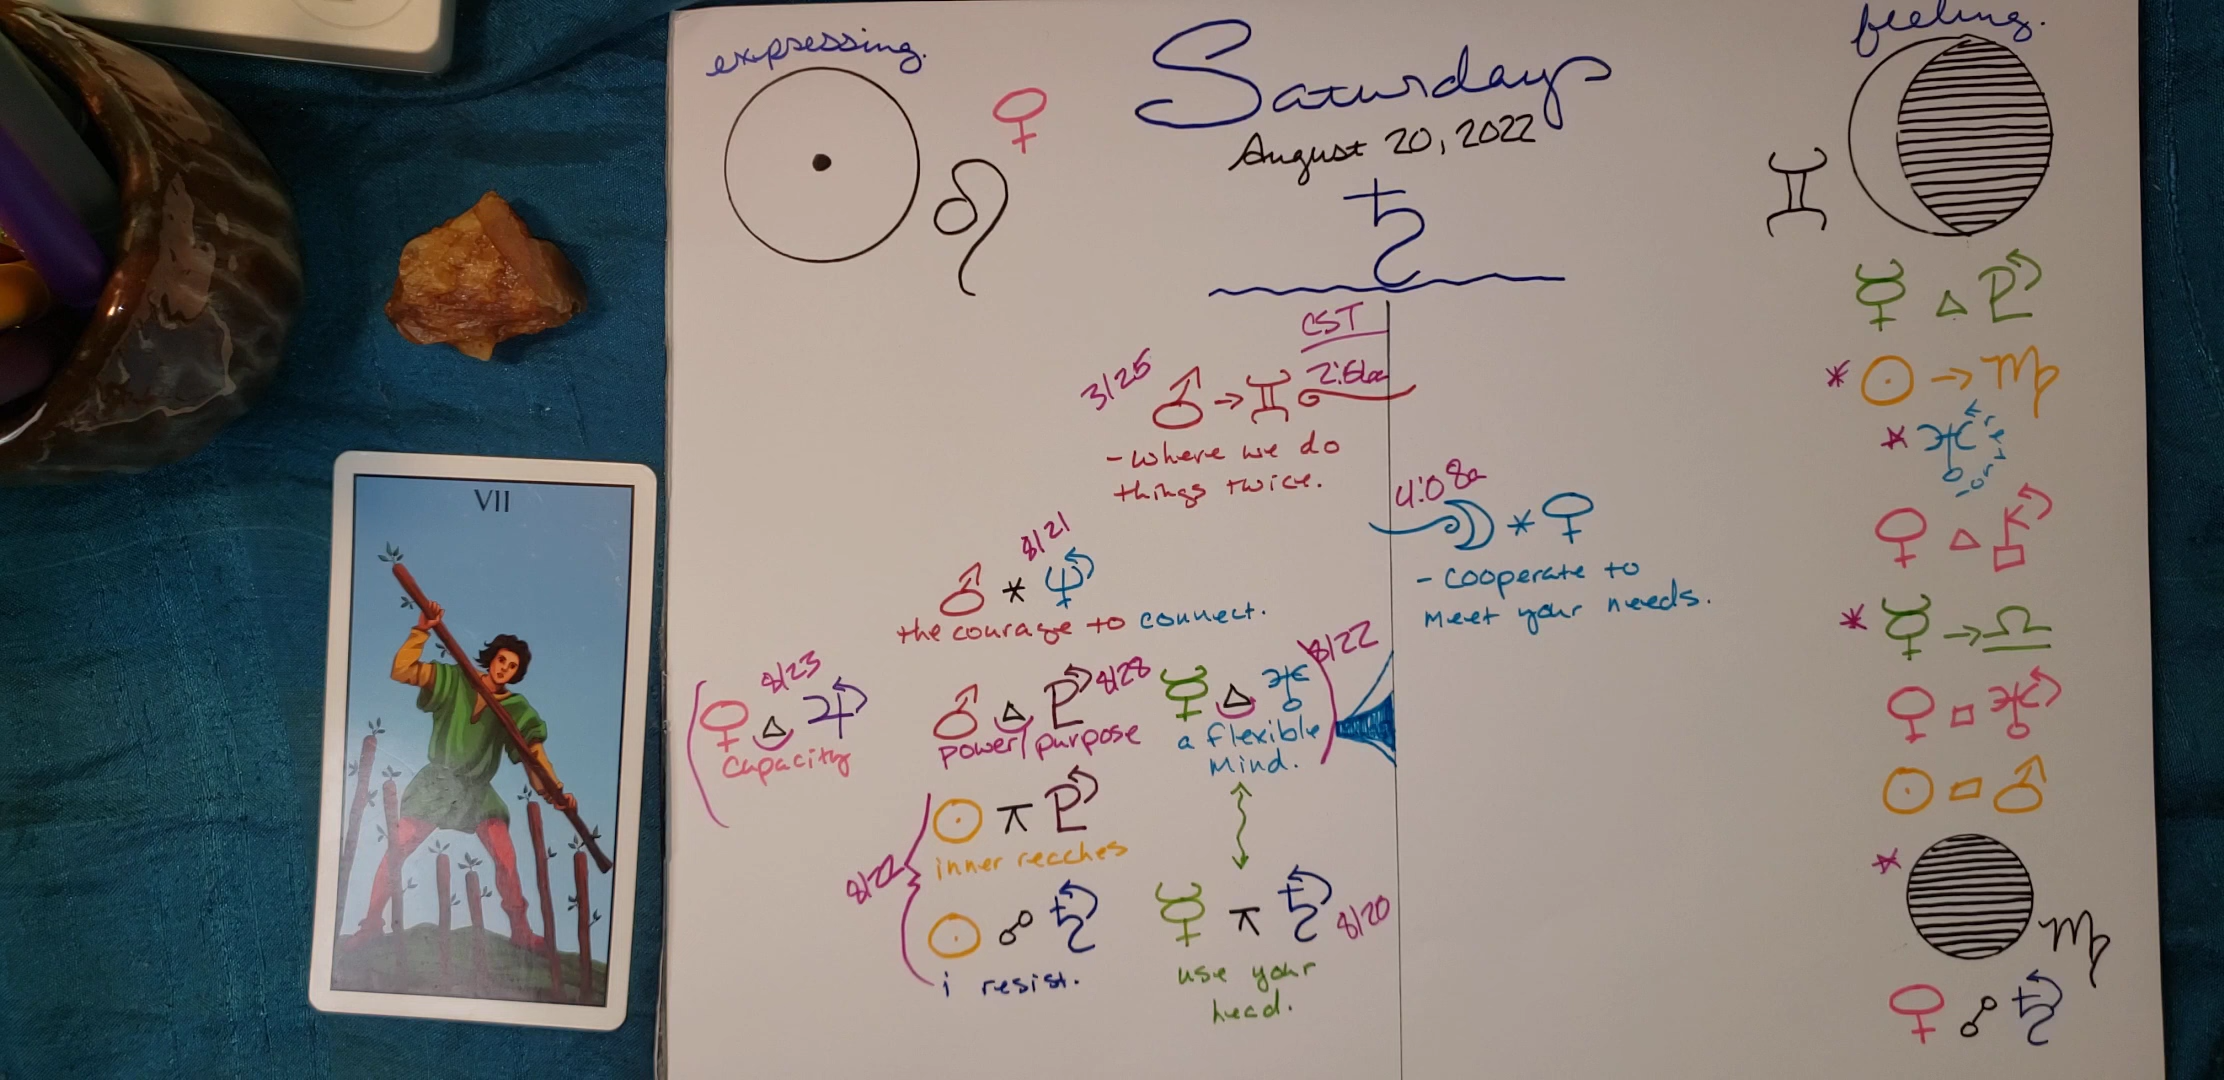 expressing.
Saturday
feeling.
♀
August 20, 2022
☉ ♌
♄
♊
CST
3/25 ♂ → ♊ 2:56a
- where we do
things twice.
4:08a
☽ ⚹ ♀
- cooperate to
meet your needs.
8/21
♂ ⚹ ♆
the courage to connect.
8/23
♀ △ ♃
capacity
♂ △ ♇ 8/28
power/purpose
☿ △ ♅ 8/22
a flexible
Mind.
8/22
☉ ⚻ ♇
inner reaches
☉ ☍ ♄
i resist.
☿ ⚻ ♄ 8/20
use your
head.
☿ △ ♇
* ☉ → ♍
* ♅
♀ △ ⚷
* ☿ → ♎
♀ □ ♅
☉ □ ♂
* ♍
♀ ☍ ♄
VII